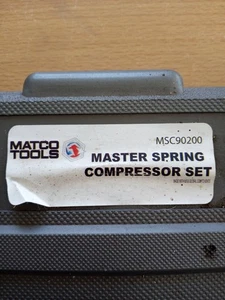 MATCO
TOOLS
MSC90200
MASTER SPRING
COMPRESSOR SET